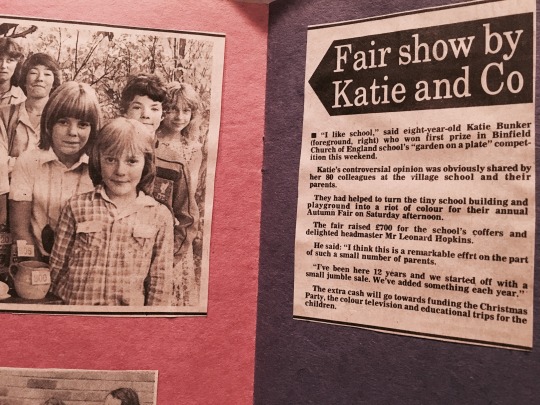 Fair show by
Katie and Co
■ "I like school," said eight-year-old Katie Bunker
(foreground, right) who won first prize in Binfield
Church of England school's "garden on a plate" compet-
ition this weekend.
Katie's controversial opinion was obviously shared by
her 80 colleagues at the village school and their
parents.
They had helped to turn the tiny school building and
playground into a riot of colour for their annual
Autumn Fair on Saturday afternoon.
The fair raised £700 for the school's coffers and
delighted headmaster Mr Leonard Hopkins.
He said: "I think this is a remarkable effrt on the part
of such a small number of parents.
"I've been here 12 years and we started off with a
small jumble sale. We've added something each year."
The extra cash will go towards funding the Christmas
Party, the colour television and educational trips for the
children.